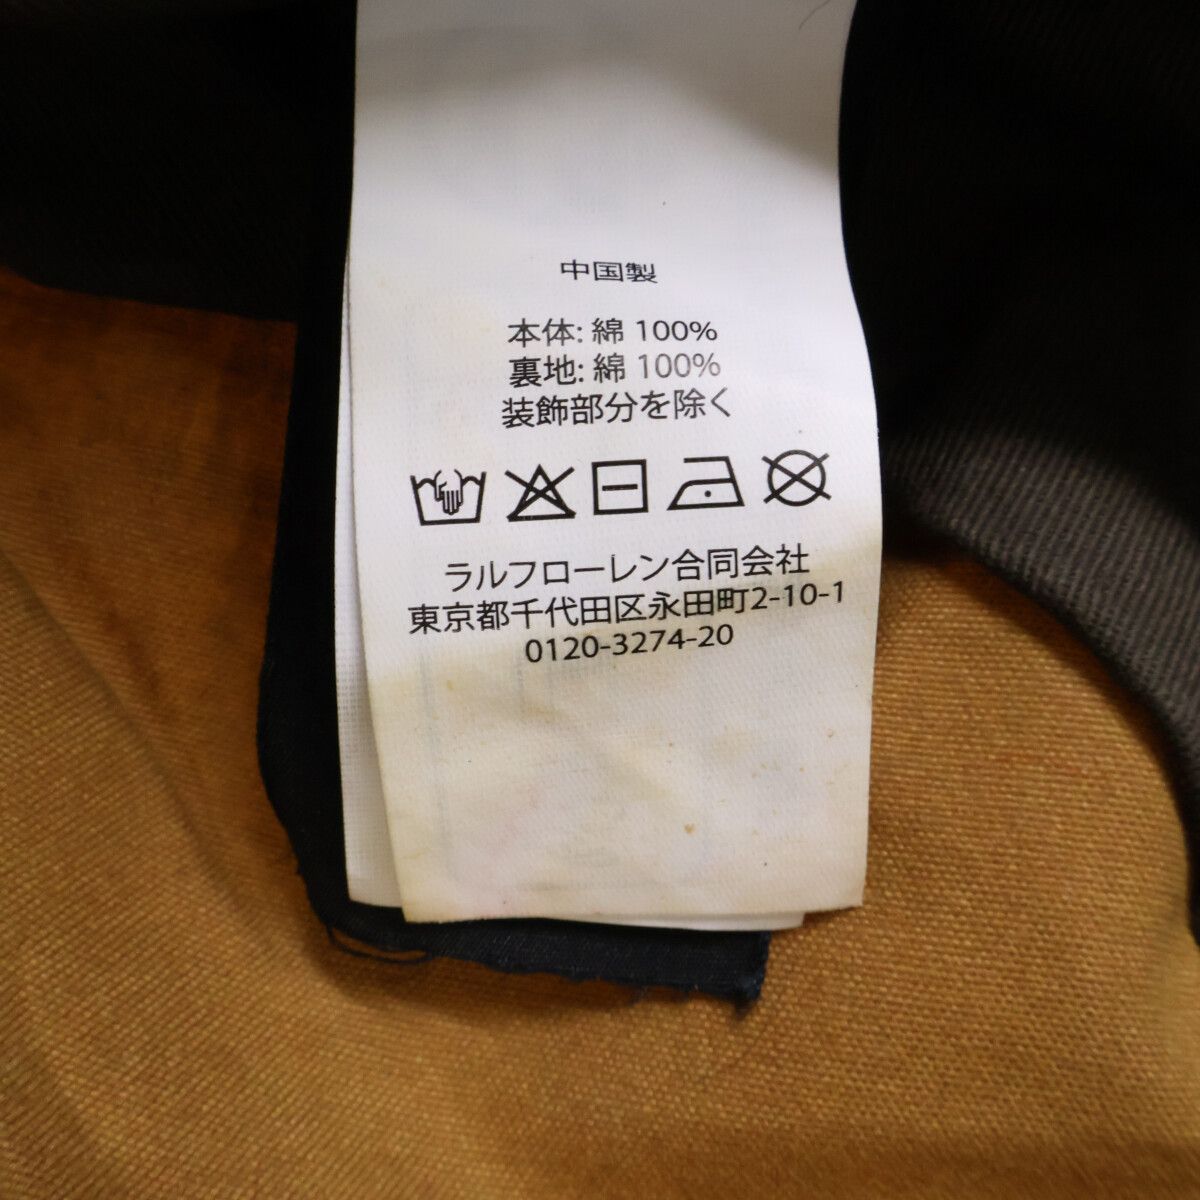 中国製
本体: 綿 100%
裏地: 綿 100%
装飾部分を除く
ラルフローレン合同会社
東京都千代田区永田町2-10-1
0120-3274-20